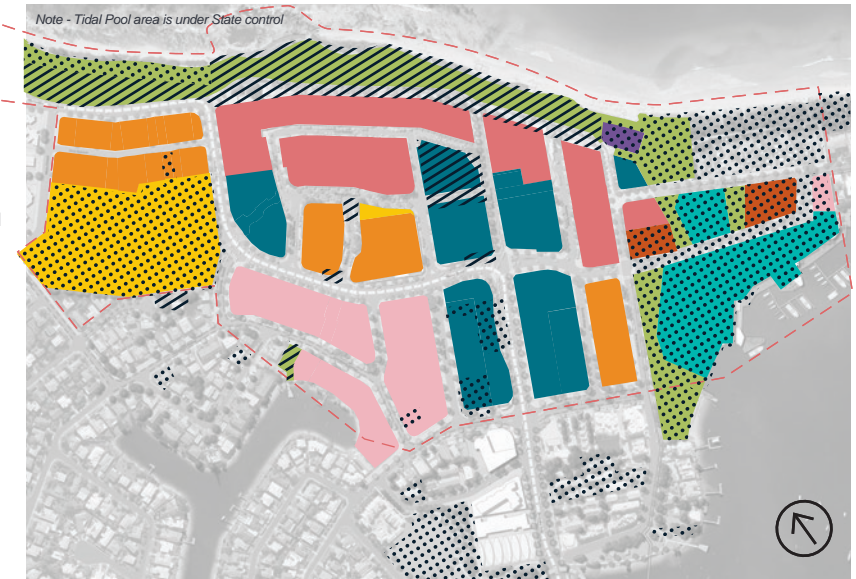 Note - Tidal Pool area is under State control